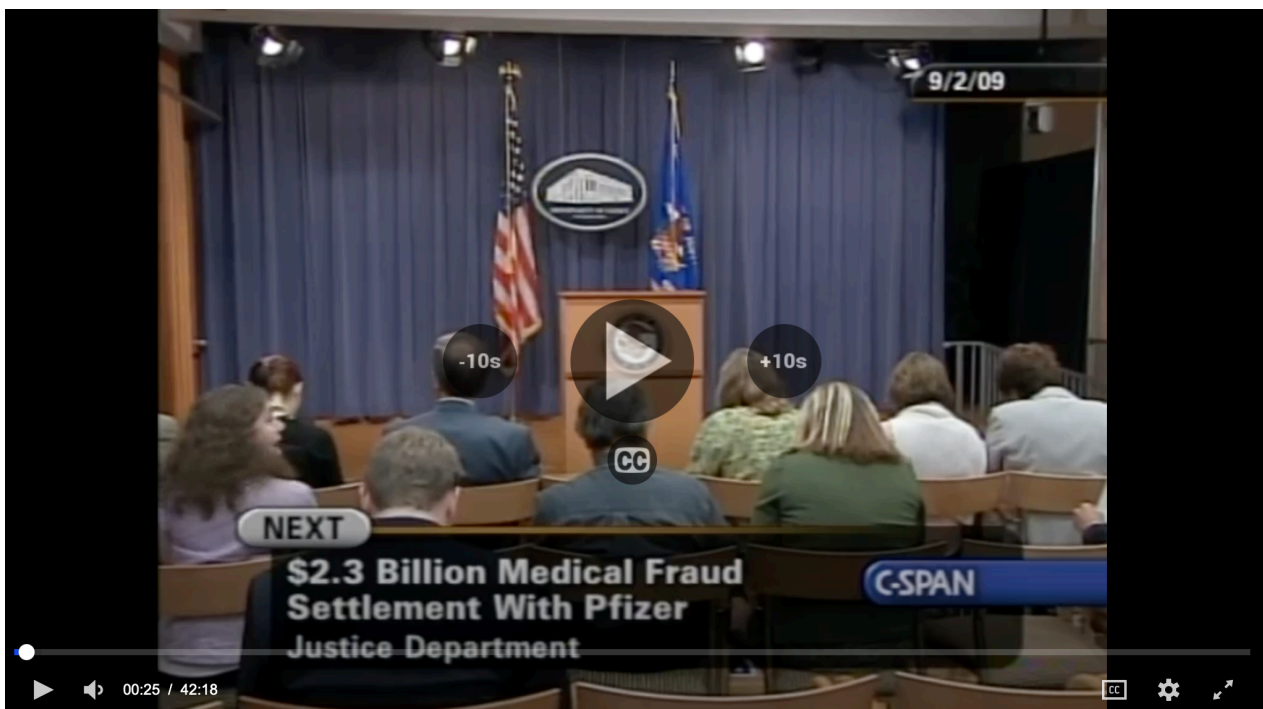 9/2/09
-10s
+10s
CC
NEXT
$2.3 Billion Medical Fraud
Settlement With Pfizer
C-SPAN
Justice Department
00:25 / 42:18
CC